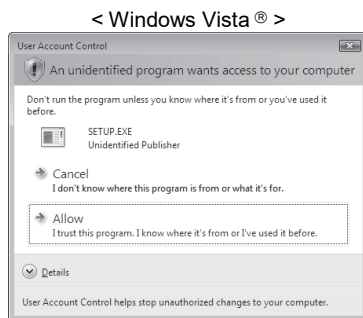 < Windows Vista ® >
User Account Control
An unidentified program wants access to your computer
Don't run the program unless you know where it's from or you've used it
before.
SETUP.EXE
Unidentified Publisher
Cancel
I don't know where this program is from or what it's for.
Allow
I trust this program. I know where it's from or I've used it before.
Details
User Account Control helps stop unauthorized changes to your computer.